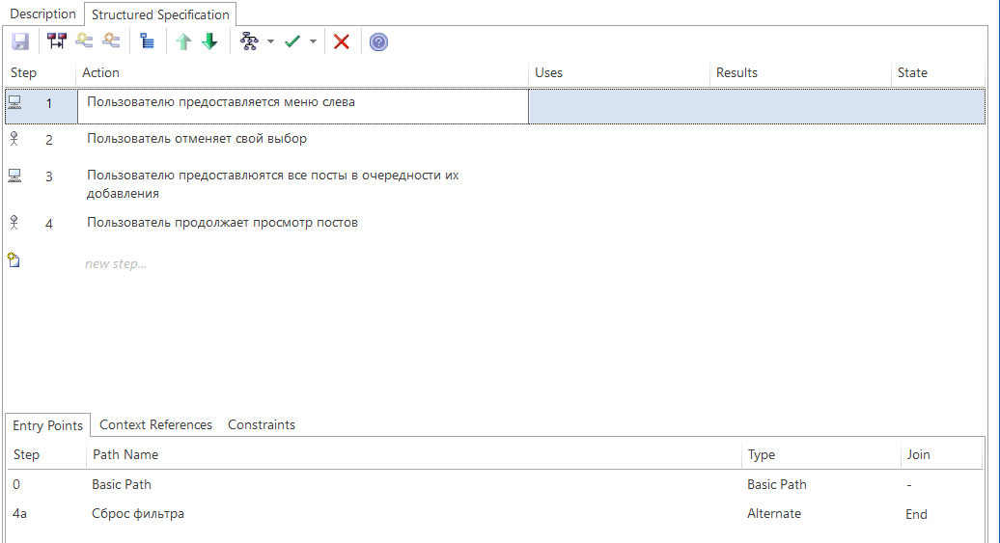 Description Structured Specification
Step Action Uses Results State
1 Пользователю предоставляется меню слева
2 Пользователь отменяет свой выбор
3 Пользователю предоставлюятся все посты в очередности их
добавления
4 Пользователь продолжает просмотр постов
new step...
Entry Points Context References Constraints
Step Path Name Type Join
0 Basic Path Basic Path -
4a Сброс фильтра Alternate End